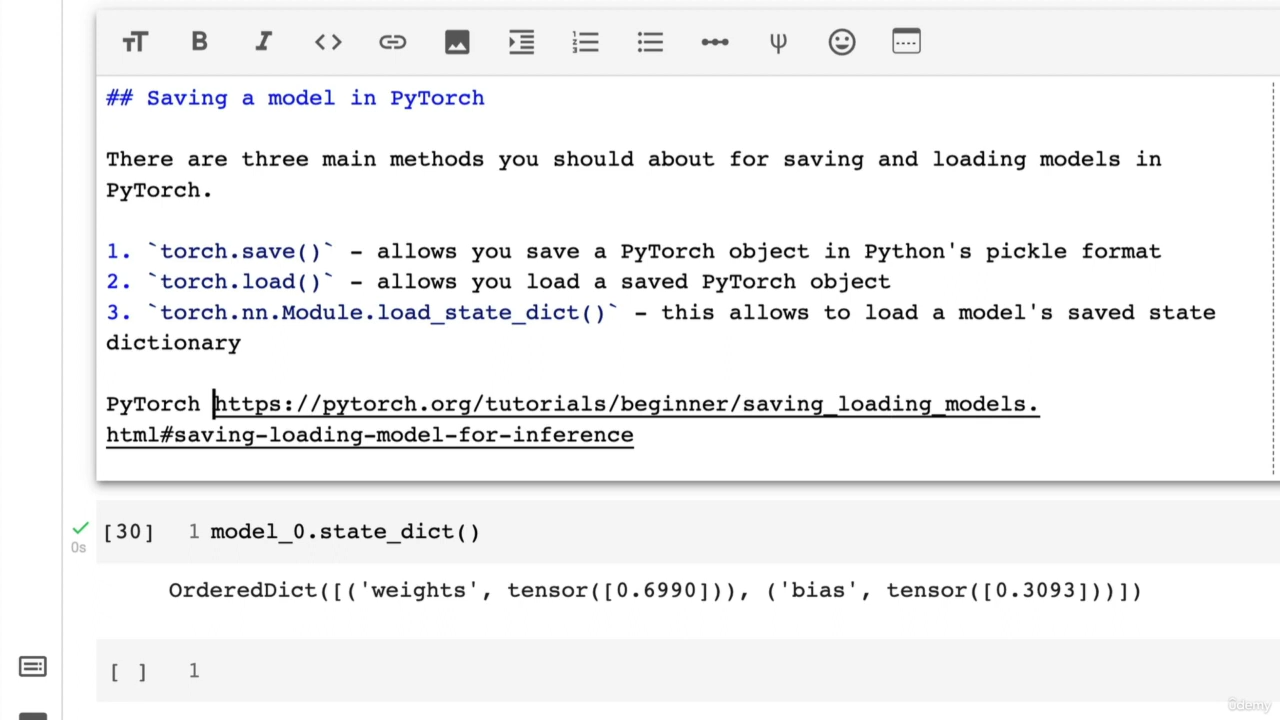 ## Saving a model in PyTorch
There are three main methods you should about for saving and loading models in
PyTorch.
1. `torch.save()` - allows you save a PyTorch object in Python's pickle format
2. `torch.load()` - allows you load a saved PyTorch object
3. `torch.nn.Module.load_state_dict()` - this allows to load a model's saved state
dictionary
PyTorch https://pytorch.org/tutorials/beginner/saving_loading_models.
html#saving-loading-model-for-inference
[30] 1 model_0.state_dict()
0s
OrderedDict([('weights', tensor([0.6990])), ('bias', tensor([0.3093]))])
[ ] 1
ûdemy